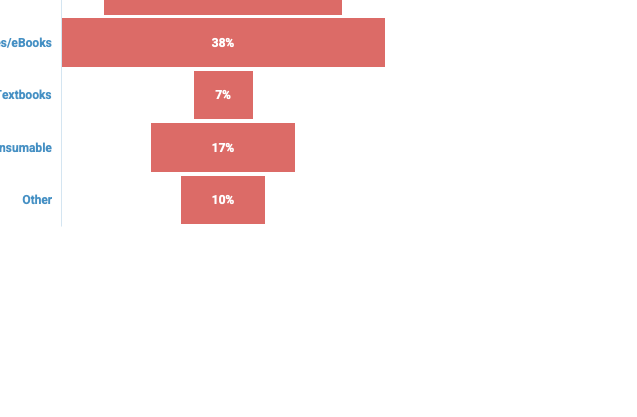 s/eBooks
38%
Textbooks
7%
nsumable
17%
Other
10%